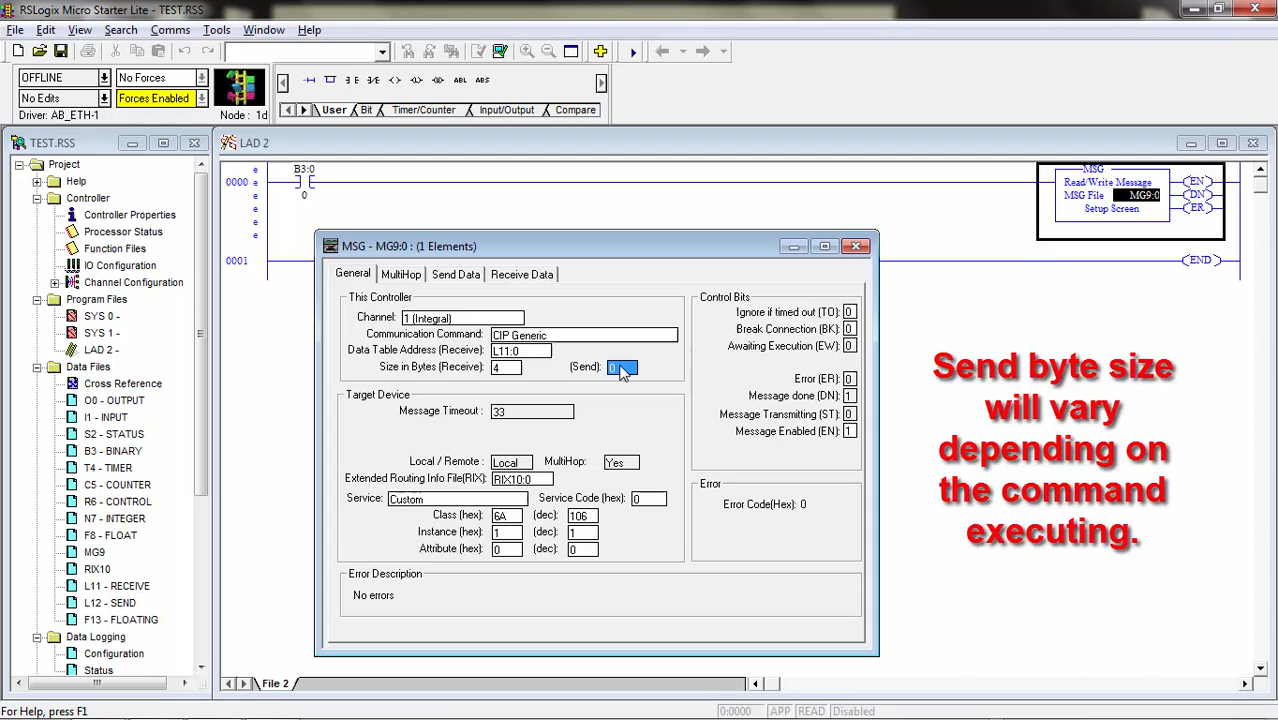 RSLogix Micro Starter Lite - TEST.RSS
File Edit View Search Comms Tools Window Help
OFFLINE No Forces
No Edits Forces Enabled
Driver: AB_ETH-1 Node : 1d
ABL ABS
User Bit Timer/Counter Input/Output Compare
TEST.RSS
Project
Help
Controller
Controller Properties
Processor Status
Function Files
IO Configuration
Channel Configuration
Program Files
SYS 0 -
SYS 1 -
LAD 2 -
Data Files
Cross Reference
O0 - OUTPUT
I1 - INPUT
S2 - STATUS
B3 - BINARY
T4 - TIMER
C5 - COUNTER
R6 - CONTROL
N7 - INTEGER
F8 - FLOAT
MG9
RIX10
L11 - RECEIVE
L12 - SEND
F13 - FLOATING
Data Logging
Configuration
Status
LAD 2
B3:0
0000
0
e
e
e
e
e
0001
MSG
Read/Write Message
MSG File MG9:0
Setup Screen
EN
DN
ER
END
MSG - MG9:0 : (1 Elements)
General MultiHop Send Data Receive Data
This Controller
Channel: 1 (Integral)
Communication Command: CIP Generic
Data Table Address (Receive): L11:0
Size in Bytes (Receive): 4 (Send): 0
Target Device
Message Timeout : 33
Local / Remote : Local MultiHop: Yes
Extended Routing Info File(RIX): RIX10:0
Service: Custom Service Code (hex): 0
Class (hex): 6A (dec): 106
Instance (hex): 1 (dec): 1
Attribute (hex): 0 (dec): 0
Control Bits
Ignore if timed out (TO): 0
Break Connection (BK): 0
Awaiting Execution (EW): 0
Error (ER): 0
Message done (DN): 1
Message Transmitting (ST): 0
Message Enabled (EN): 1
Error
Error Code(Hex): 0
Error Description
No errors
Send byte size
will vary
depending on
the command
executing.
File 2
For Help, press F1
0:0000 APP READ Disabled